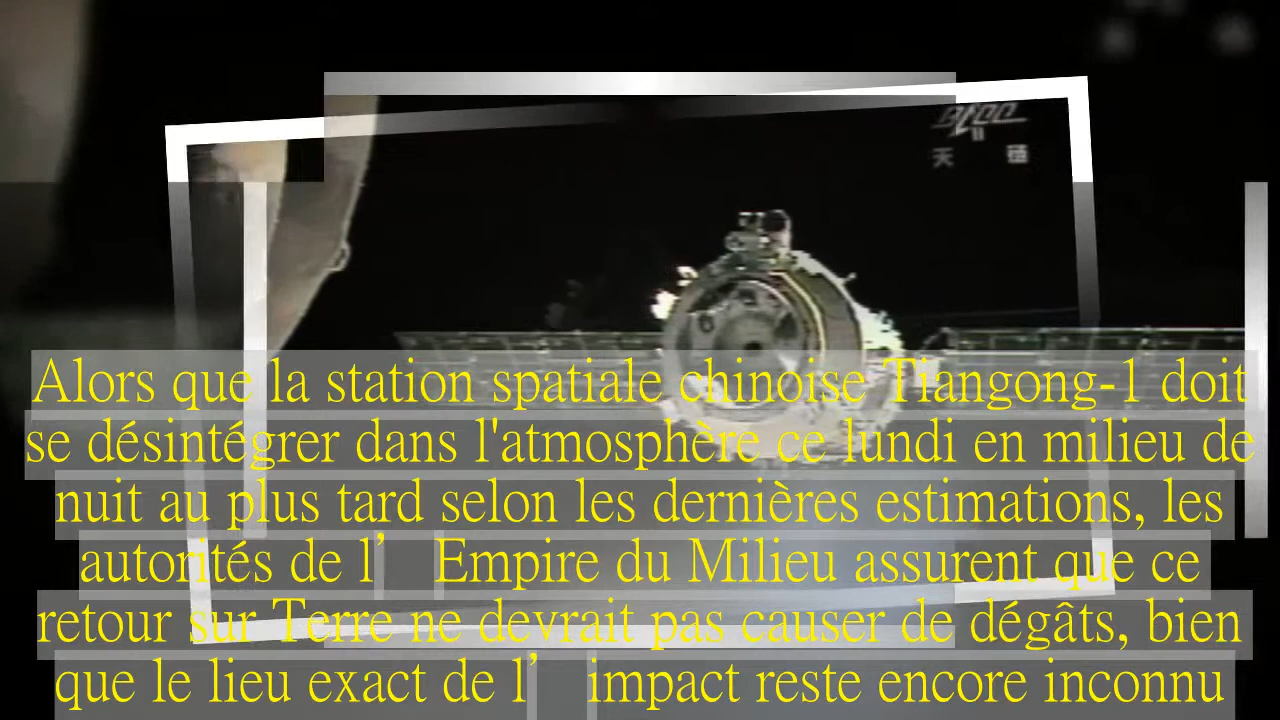 天 链
Alors que la station spatiale chinoise Tiangong-1 doit
se désintégrer dans l'atmosphère ce lundi en milieu de
nuit au plus tard selon les dernières estimations, les
autorités de l’ Empire du Milieu assurent que ce
retour sur Terre ne devrait pas causer de dégâts, bien
que le lieu exact de l’ impact reste encore inconnu